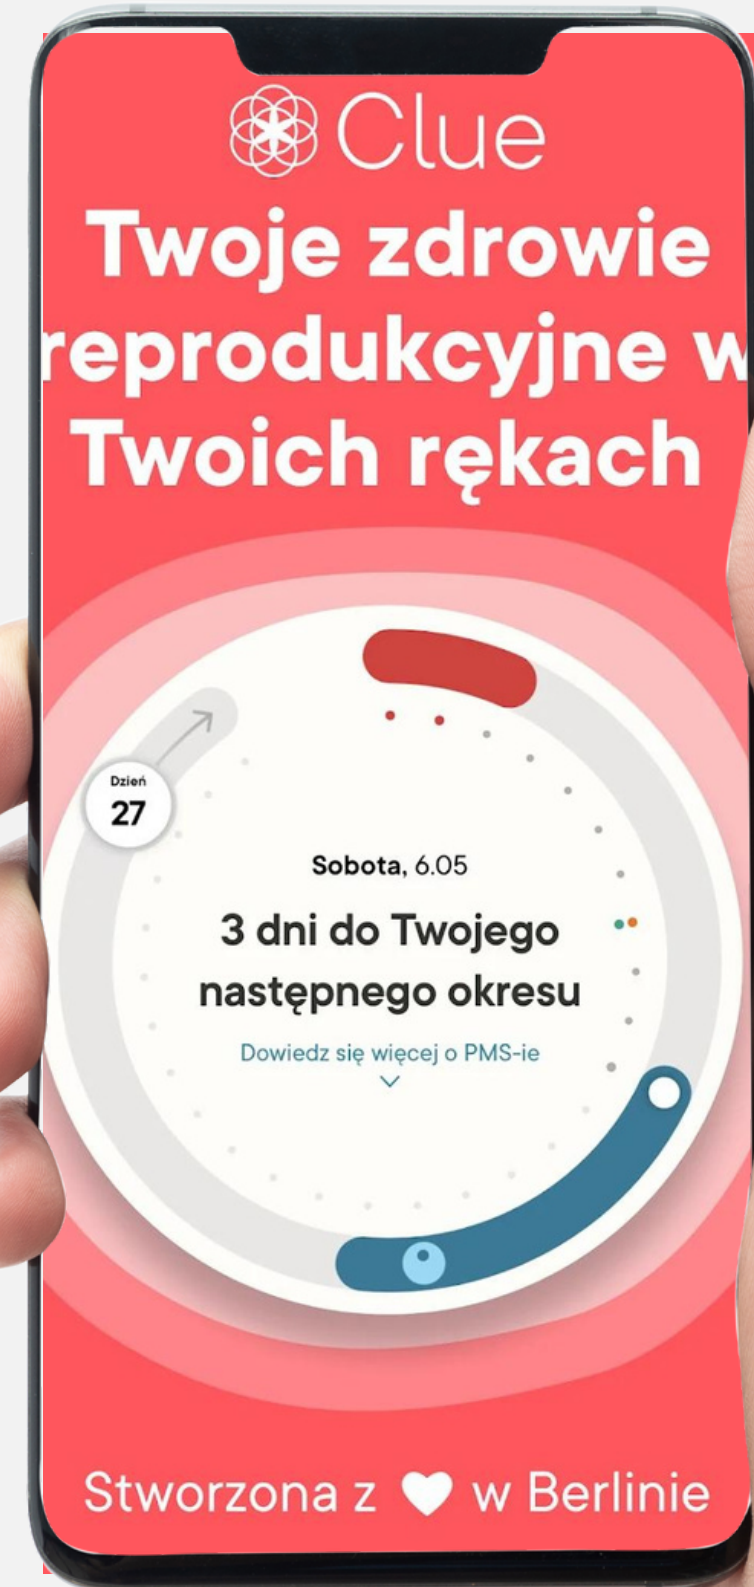 Clue
Twoje zdrowie
reprodukcyjne w
Twoich rękach
Dzień
27
Sobota, 6.05
3 dni do Twojego
następnego okresu
Dowiedz się więcej o PMS-ie
Stworzona z ♥ w Berlinie